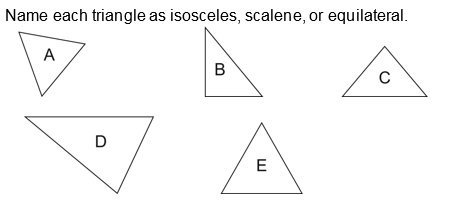 Name each triangle as isosceles, scalene, or equilateral.
A
B
C
D
E